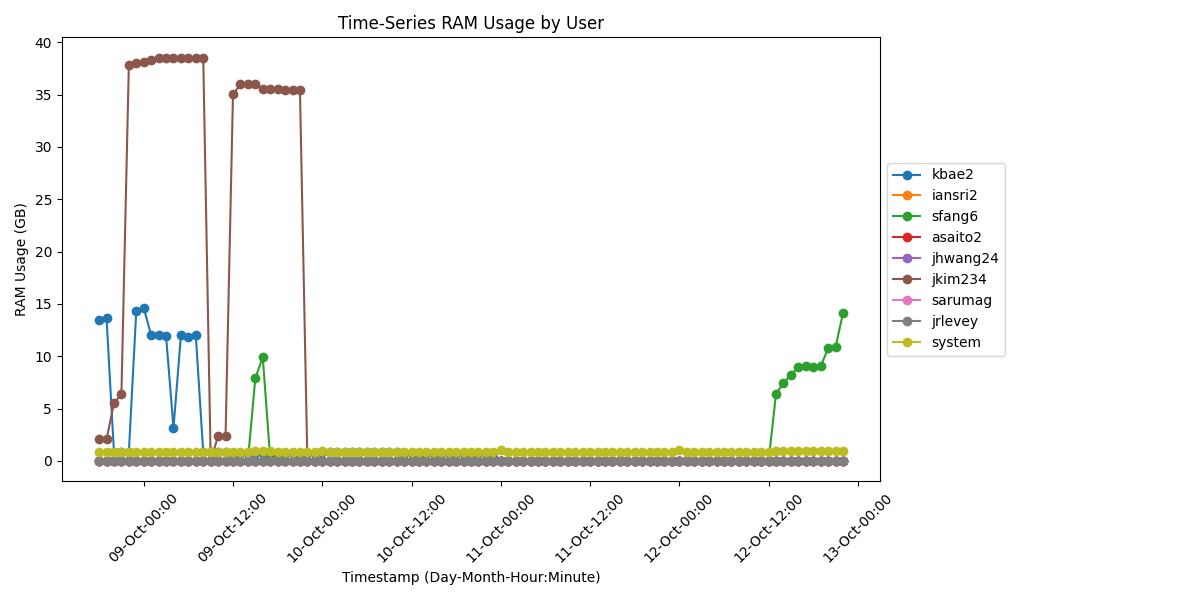 Time-Series RAM Usage by User
40
35
30
25
20
15
10
5
0
RAM Usage (GB)
09-Oct-00:00
09-Oct-12:00
10-Oct-00:00
10-Oct-12:00
11-Oct-00:00
11-Oct-12:00
12-Oct-00:00
12-Oct-12:00
13-Oct-00:00
Timestamp (Day-Month-Hour:Minute)
kbae2
iansri2
sfang6
asaito2
jhwang24
jkim234
sarumag
jrlevey
system